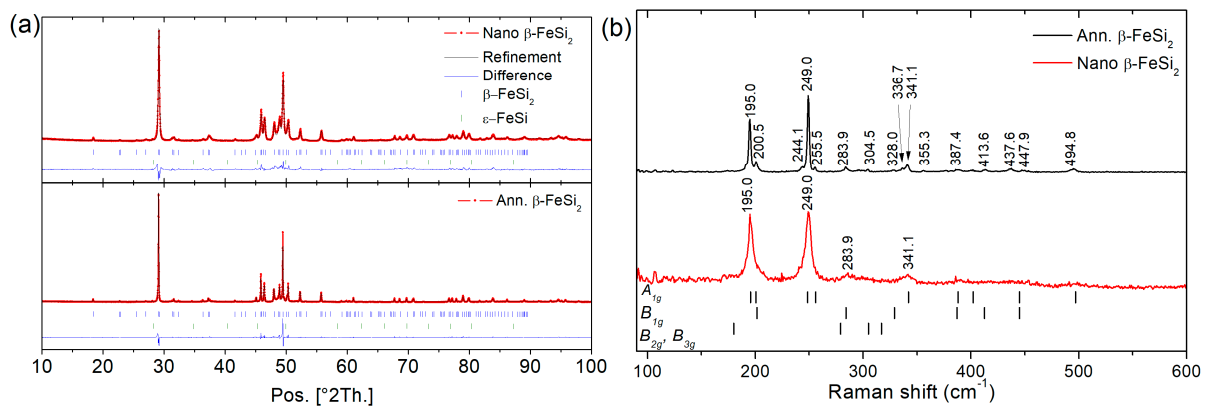 (a)
Nano β-FeSi2
Refinement
Difference
β-FeSi2
ε-FeSi
Ann. β-FeSi2
10 20 30 40 50 60 70 80 90 100
Pos. [°2Th.]
(b)
Ann. β-FeSi2
Nano β-FeSi2
195.0
200.5
244.1
249.0
255.5
283.9
304.5
328.0
336.7
341.1
355.3
387.4
413.6
437.6
447.9
494.8
195.0
249.0
283.9
341.1
A1g
B1g
B2g, B3g
100 200 300 400 500 600
Raman shift (cm-1)